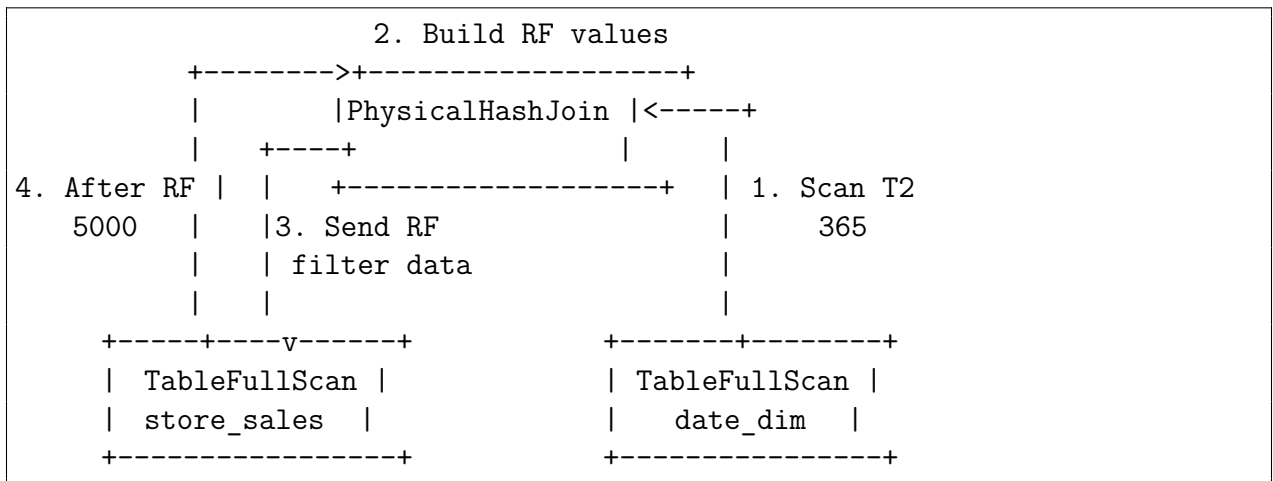 2. Build RF values
+-------->+-------------------+
|        |PhysicalHashJoin |<-----+
|    +----+                |     |
4. After RF |  |    +-------------------+   | 1. Scan T2
5000    |    |3. Send RF                 |     365
|    | filter data               |
|    |                           |
+-----+----v------+            +-------+--------+
|  TableFullScan |             | TableFullScan |
|  store_sales  |              |    date_dim   |
+-----------------+            +----------------+